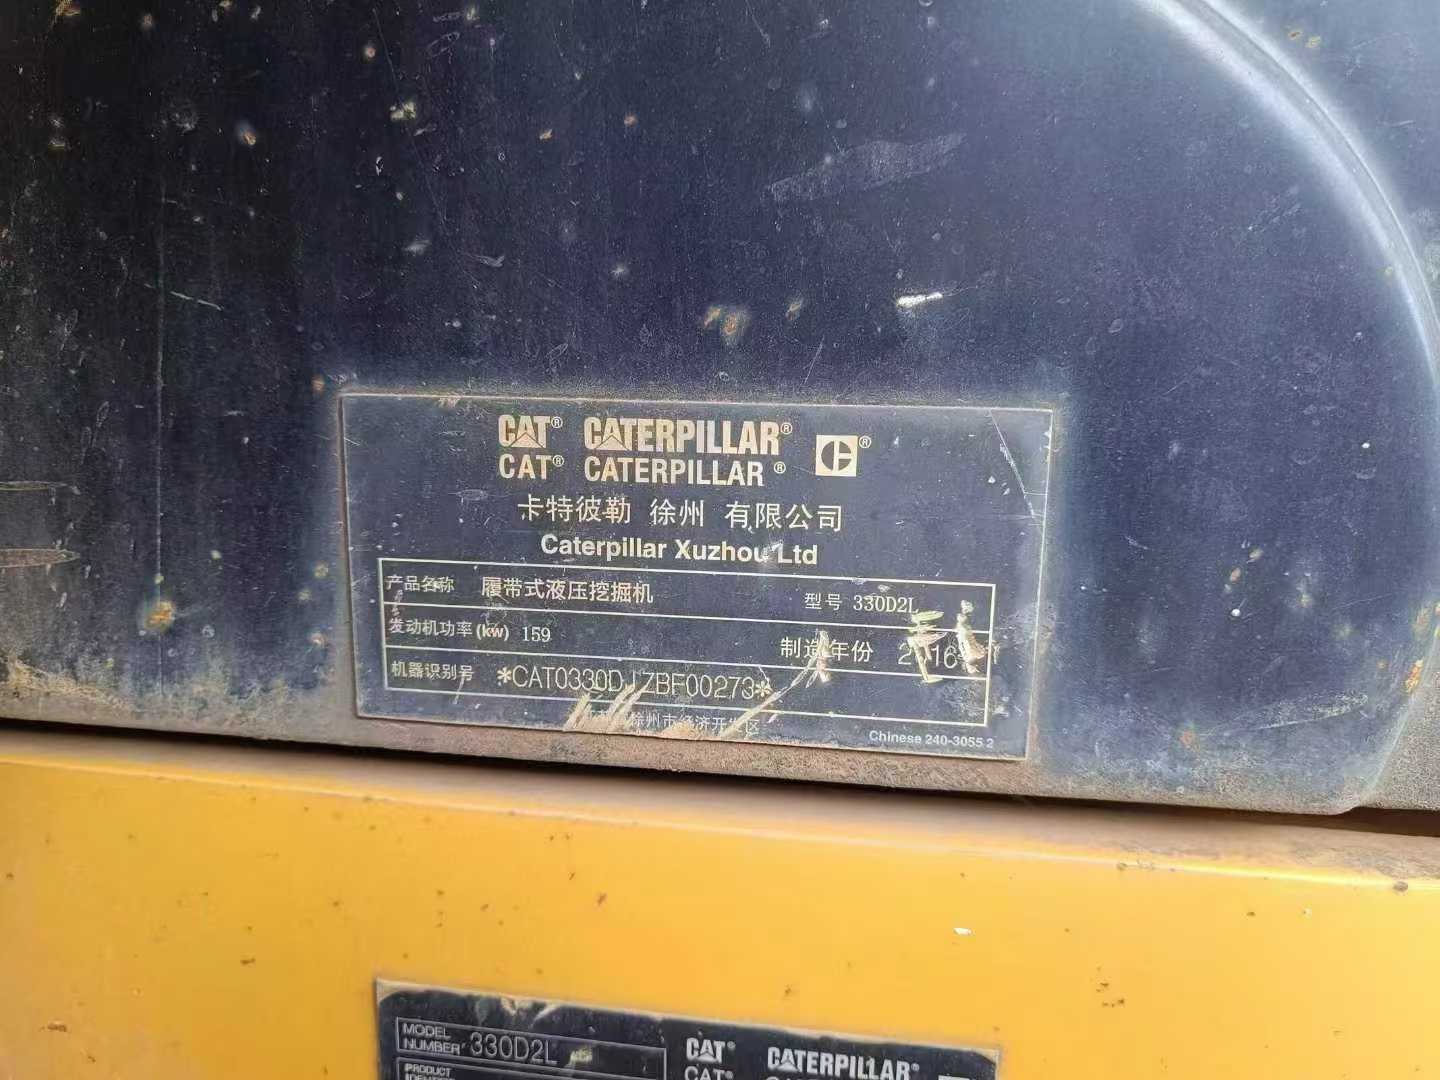 CAT® CATERPILLAR®
CAT® CATERPILLAR®
卡特彼勒 徐州 有限公司
Caterpillar Xuzhou Ltd
产品名称 履带式液压挖掘机 型号 330D2L
发动机功率(kw) 159 制造年份
机器识别号 *CAT0330DJZBF00273*
徐州市经济开发区
Chinese 240-3055 2
MODEL NUMBER 330D2L
CAT® CATERPILLAR®
PRODUCT
CAT®